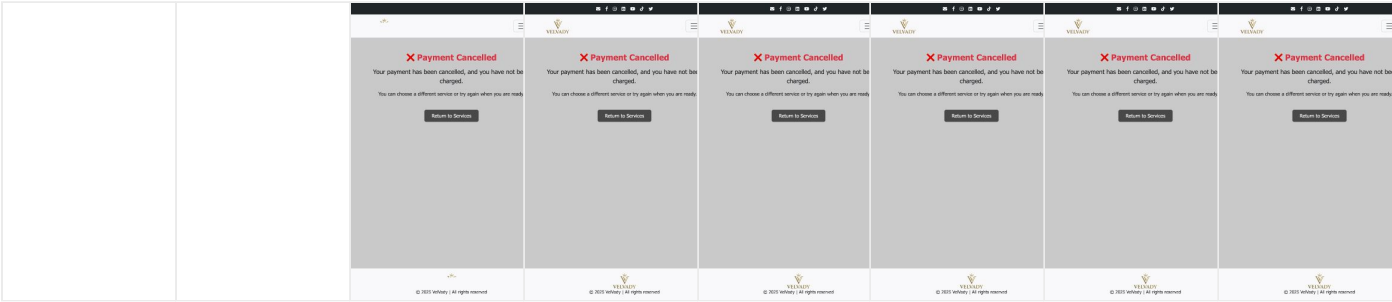 VELVADY
VELVADY
VELVADY
VELVADY
VELVADY
❌ Payment Cancelled
❌ Payment Cancelled
❌ Payment Cancelled
❌ Payment Cancelled
❌ Payment Cancelled
❌ Payment Cancelled
Your payment has been cancelled, and you have not be
Your payment has been cancelled, and you have not bee
Your payment has been cancelled, and you have not be
Your payment has been cancelled, and you have not be
Your payment has been cancelled, and you have not be
Your payment has been cancelled, and you have not bee
charged.
charged.
charged.
charged.
charged.
charged.
You can choose a different service or try again when you are ready
You can choose a different service or try again when you are ready.
You can choose a different service or try again when you are ready
You can choose a different service or try again when you are ready
You can choose a different service or try again when you are ready
You can choose a different service or try again when you are ready.
Return to Services
Return to Services
Return to Services
Return to Services
Return to Services
Return to Services
VELVADY
VELVADY
VELVADY
VELVADY
VELVADY
© 2025 VelVady | All rights reserved
© 2025 VelVady | All rights reserved
© 2025 VelVady | All rights reserved
© 2025 VelVady | All rights reserved
© 2025 VelVady | All rights reserved
© 2025 VelVady | All rights reserved